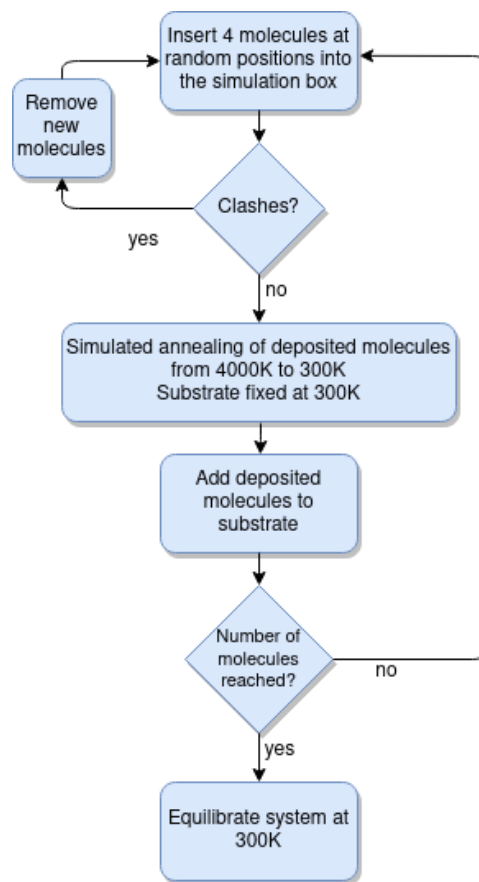 Insert 4 molecules at
random positions into
the simulation box
Remove
new
molecules
Clashes?
yes
no
Simulated annealing of deposited molecules
from 4000K to 300K
Substrate fixed at 300K
Add deposited
molecules to
substrate
Number of
molecules
reached?
no
yes
Equilibrate system at
300K